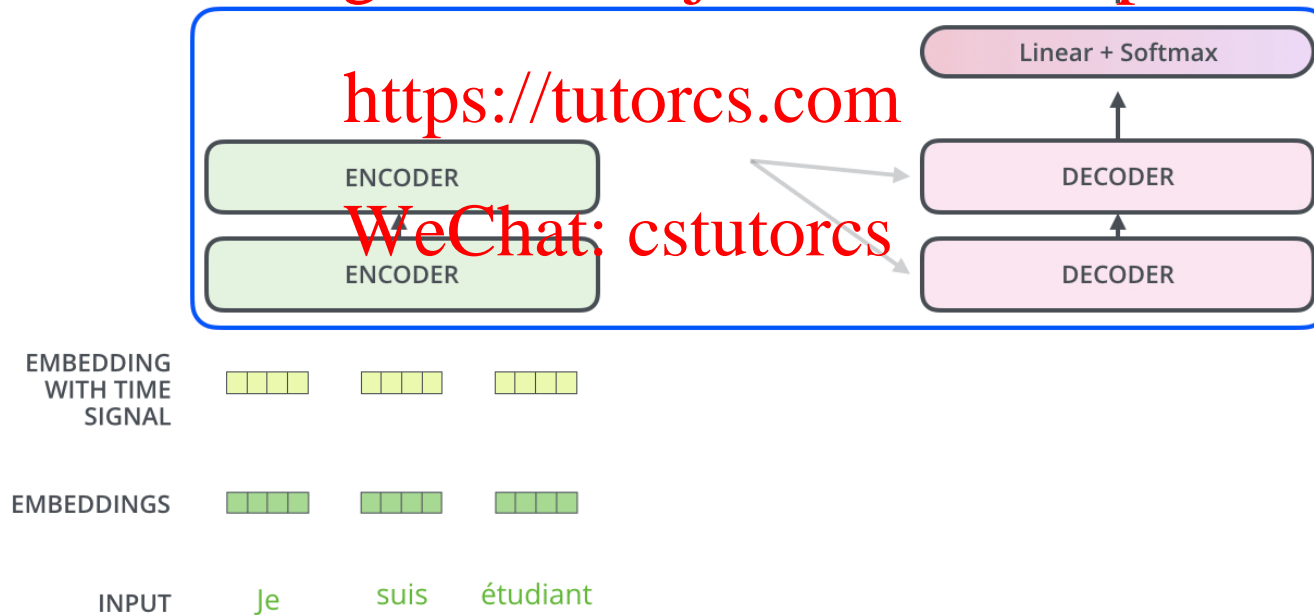 Linear + Softmax
https://tutorcs.com
ENCODER
DECODER
WeChat: cstutorcs
ENCODER
DECODER
EMBEDDING
WITH TIME
SIGNAL
EMBEDDINGS
INPUT
Je
suis
étudiant